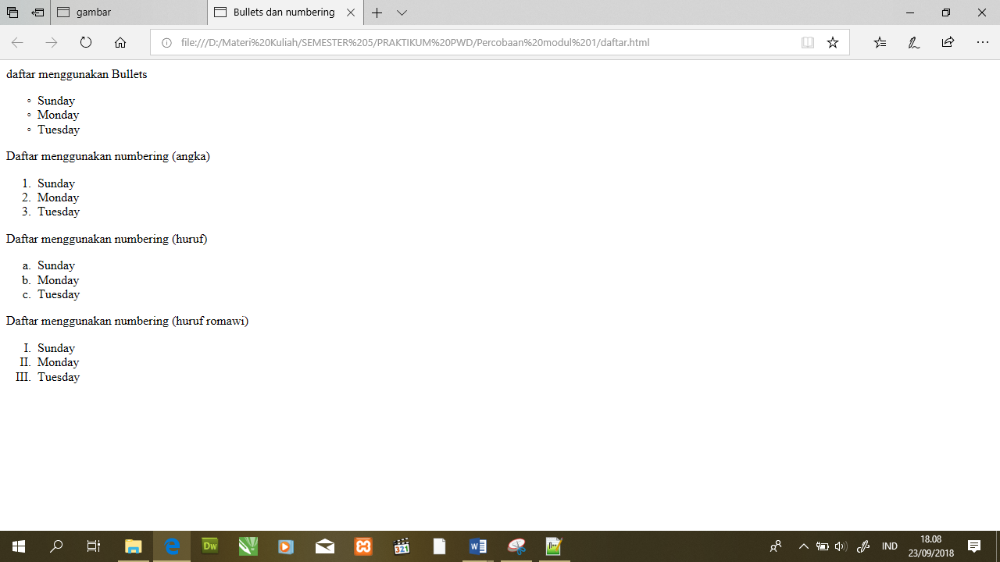 gambar
Bullets dan numbering
file:///D:/Materi%20Kuliah/SEMESTER%205/PRAKTIKUM%20PWD/Percobaan%20modul%201/daftar.html
daftar menggunakan Bullets
◦ Sunday
◦ Monday
◦ Tuesday
Daftar menggunakan numbering (angka)
1. Sunday
2. Monday
3. Tuesday
Daftar menggunakan numbering (huruf)
a. Sunday
b. Monday
c. Tuesday
Daftar menggunakan numbering (huruf romawi)
I. Sunday
II. Monday
III. Tuesday
Dw
321
IND
18.08
23/09/2018